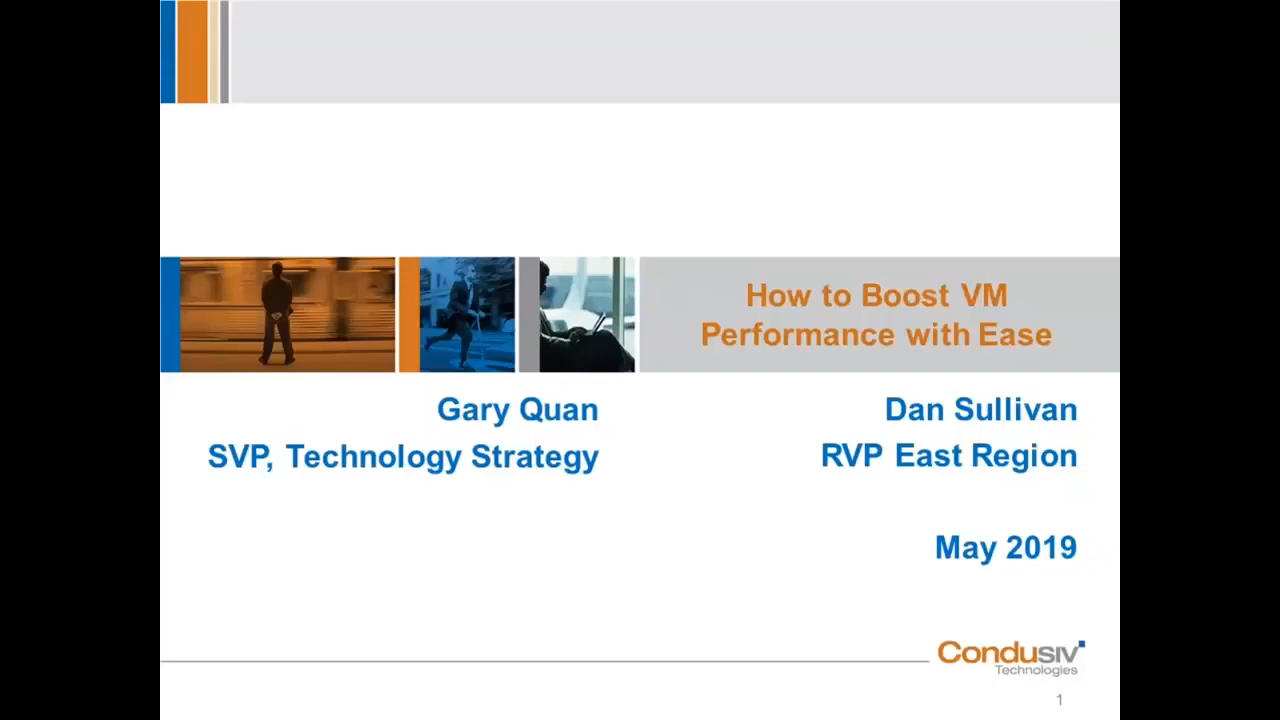 How to Boost VM
Performance with Ease
Gary Quan
SVP, Technology Strategy
Dan Sullivan
RVP East Region
May 2019
Condusiv
Technologies
1